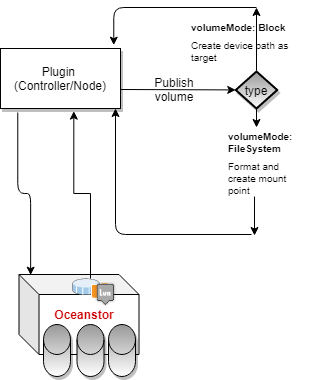 volumeMode: Block
Create device path as
target
Plugin
(Controller/Node)
Publish
volume
type
volumeMode:
FileSystem
Format and
create mount
point
Lun
Oceanstor